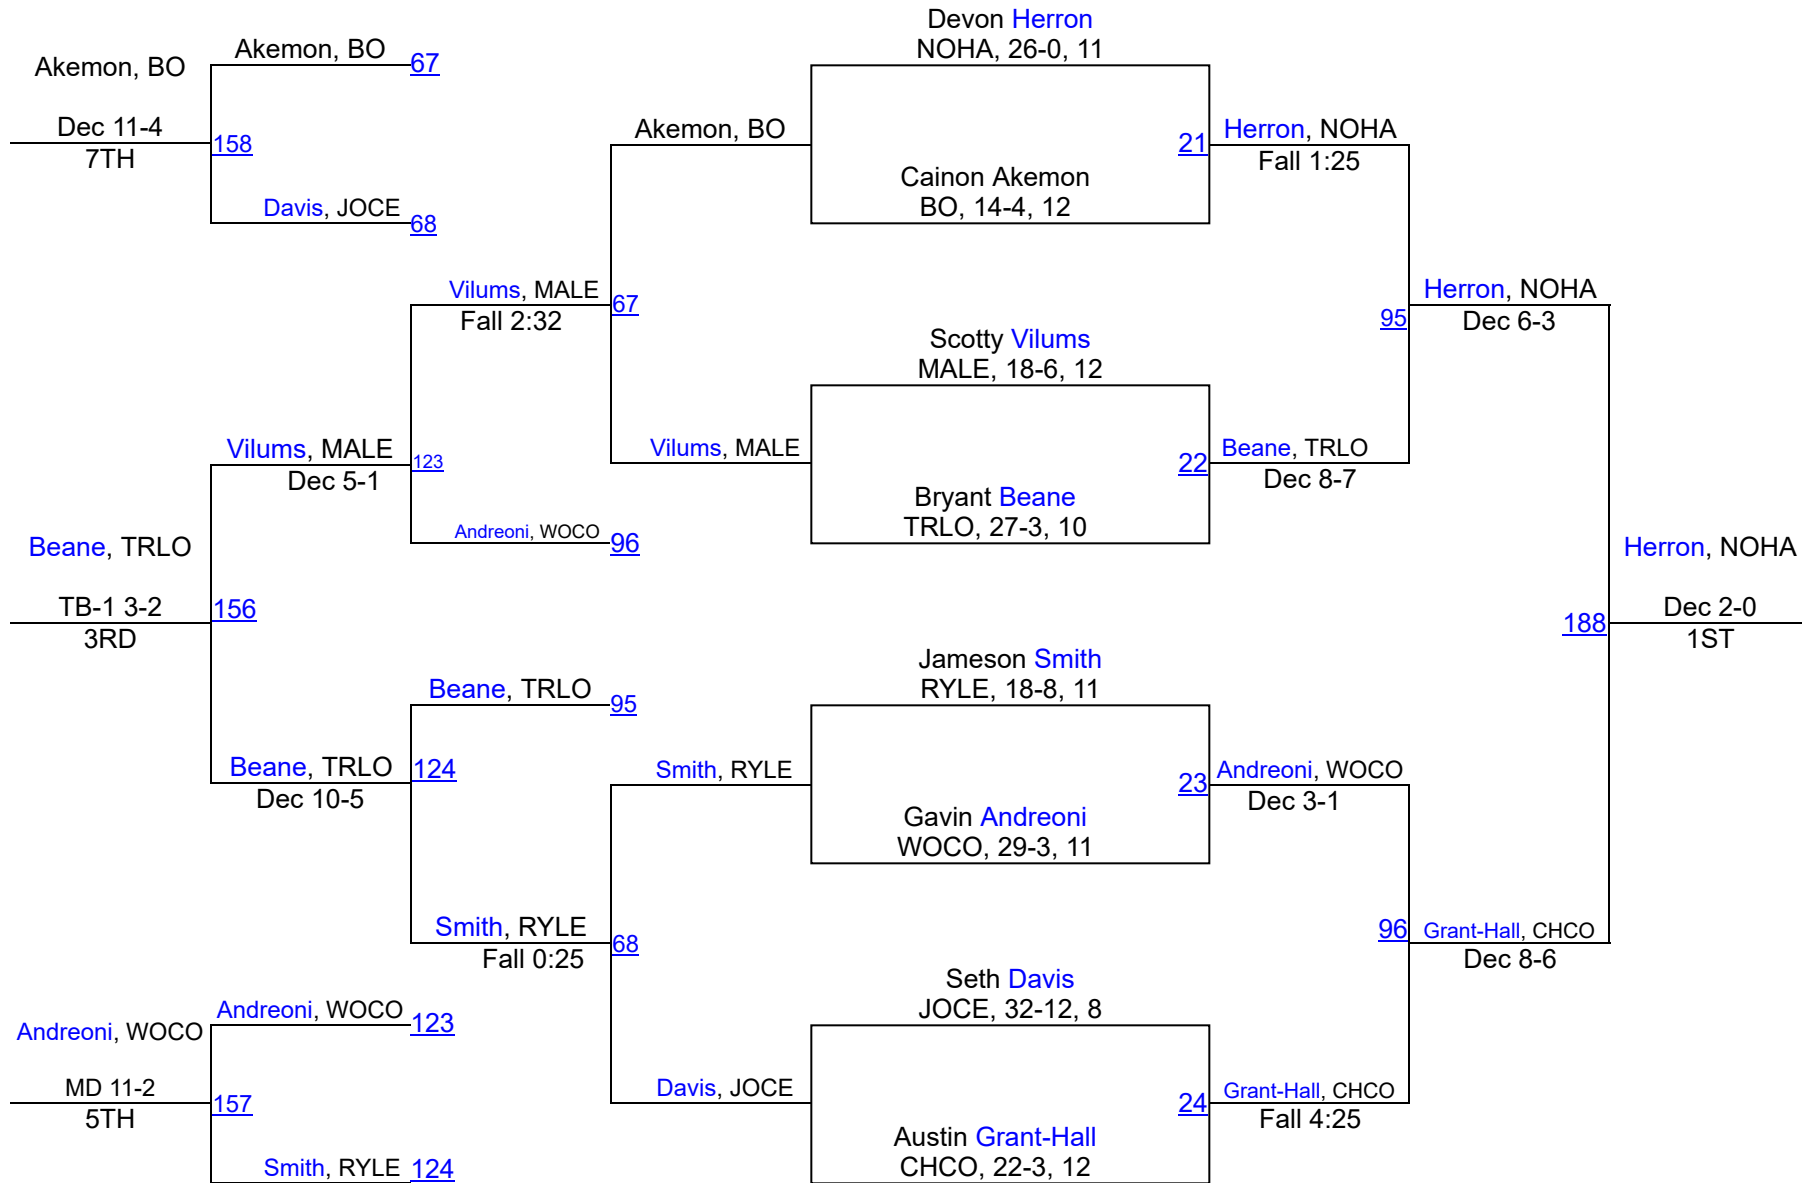 Akemon, BO
Dec 11-4
7TH
Akemon, BO
67
158
Davis, JOCE
68
Beane, TRLO
TB-1 3-2
3RD
Vilums, MALE
Dec 5-1
156
Beane, TRLO
Dec 10-5
Andreoni, WOCO
MD 11-2
5TH
Andreoni, WOCO
123
157
Smith, RYLE
124
Vilums, MALE
Fall 2:32
123
Andreoni, WOCO
96
Beane, TRLO
95
124
Smith, RYLE
Fall 0:25
Akemon, BO
67
Vilums, MALE
Smith, RYLE
68
Davis, JOCE
Devon Herron
NOHA, 26-0, 11
21
Cainon Akemon
BO, 14-4, 12
Scotty Vilums
MALE, 18-6, 12
22
Bryant Beane
TRLO, 27-3, 10
Jameson Smith
RYLE, 18-8, 11
23
Gavin Andreoni
WOCO, 29-3, 11
Seth Davis
JOCE, 32-12, 8
24
Austin Grant-Hall
CHCO, 22-3, 12
Herron, NOHA
Fall 1:25
95
Beane, TRLO
Dec 8-7
Andreoni, WOCO
Dec 3-1
96
Grant-Hall, CHCO
Fall 4:25
Herron, NOHA
Dec 6-3
188
Grant-Hall, CHCO
Dec 8-6
Herron, NOHA
Dec 2-0
1ST